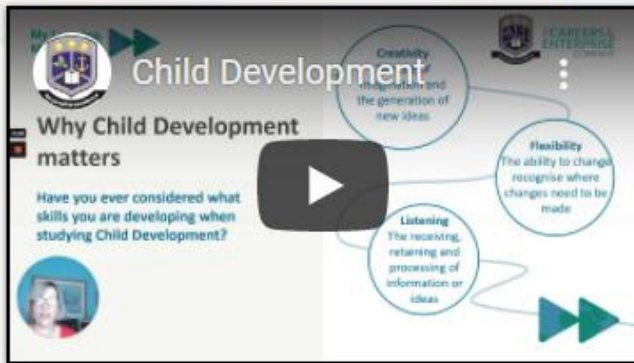 My
Child Development
Why Child Development
matters
Have you ever considered what
skills you are developing when
studying Child Development?
Creativity
imagination and
the generation of
new ideas
THE CAREERS &
ENTERPRISE
Flexibility
The ability to change
recognise where
changes need to be
made
Listening
The receiving,
retaining and
processing of
information or
ideas